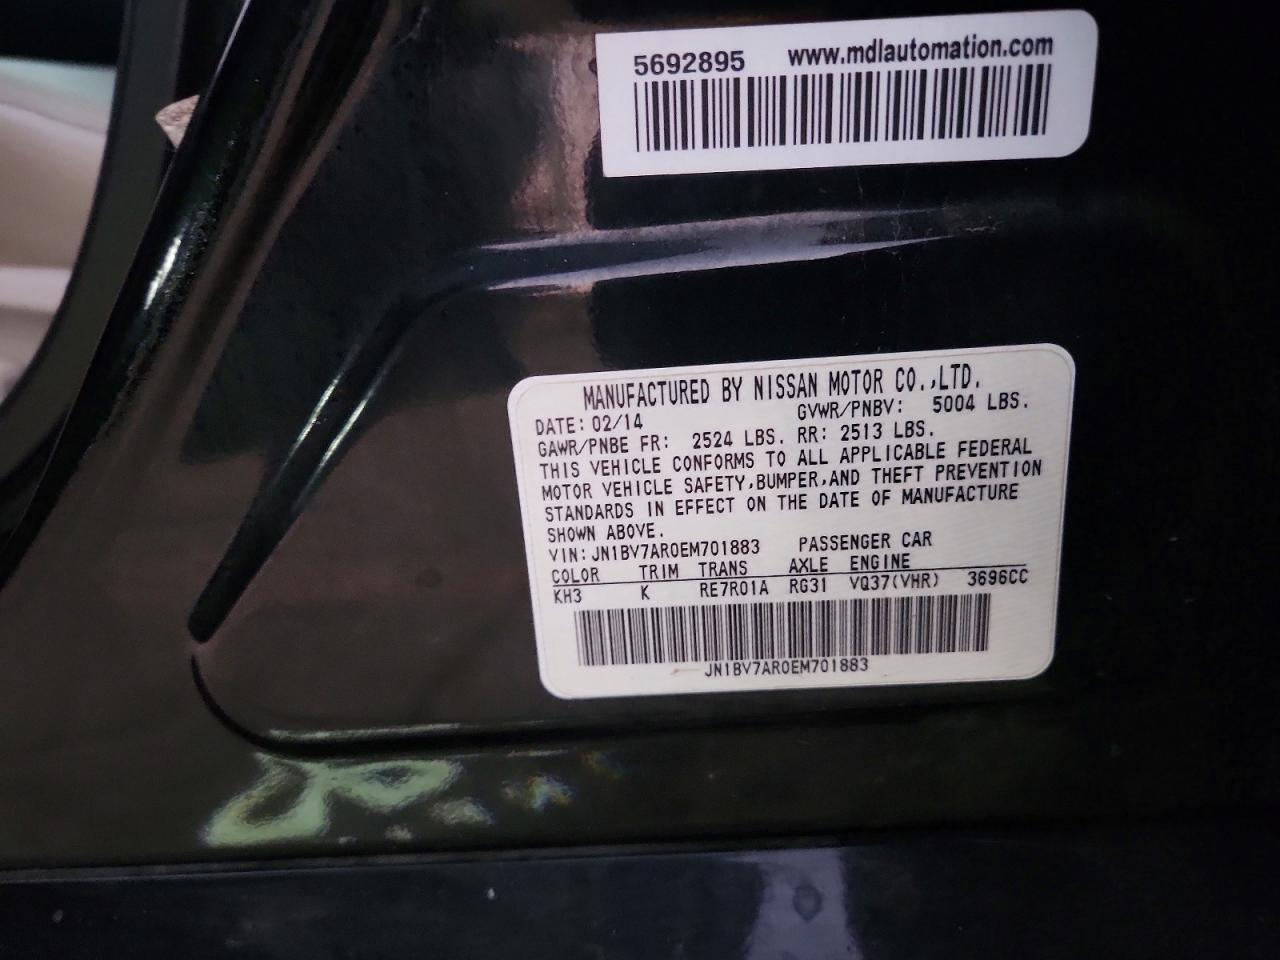 5692895 www.mdlautomation.com
MANUFACTURED BY NISSAN MOTOR CO.,LTD.
DATE: 02/14 GVWR/PNBV: 5004 LBS.
GAWR/PNBE FR: 2524 LBS. RR: 2513 LBS.
THIS VEHICLE CONFORMS TO ALL APPLICABLE FEDERAL
MOTOR VEHICLE SAFETY,BUMPER,AND THEFT PREVENTION
STANDARDS IN EFFECT ON THE DATE OF MANUFACTURE
SHOWN ABOVE.
VIN: JN1BV7AR0EM701883 PASSENGER CAR
COLOR TRIM TRANS AXLE ENGINE
KH3 K RE7R01A RG31 VQ37(VHR) 3696CC
JN1BV7AR0EM701883